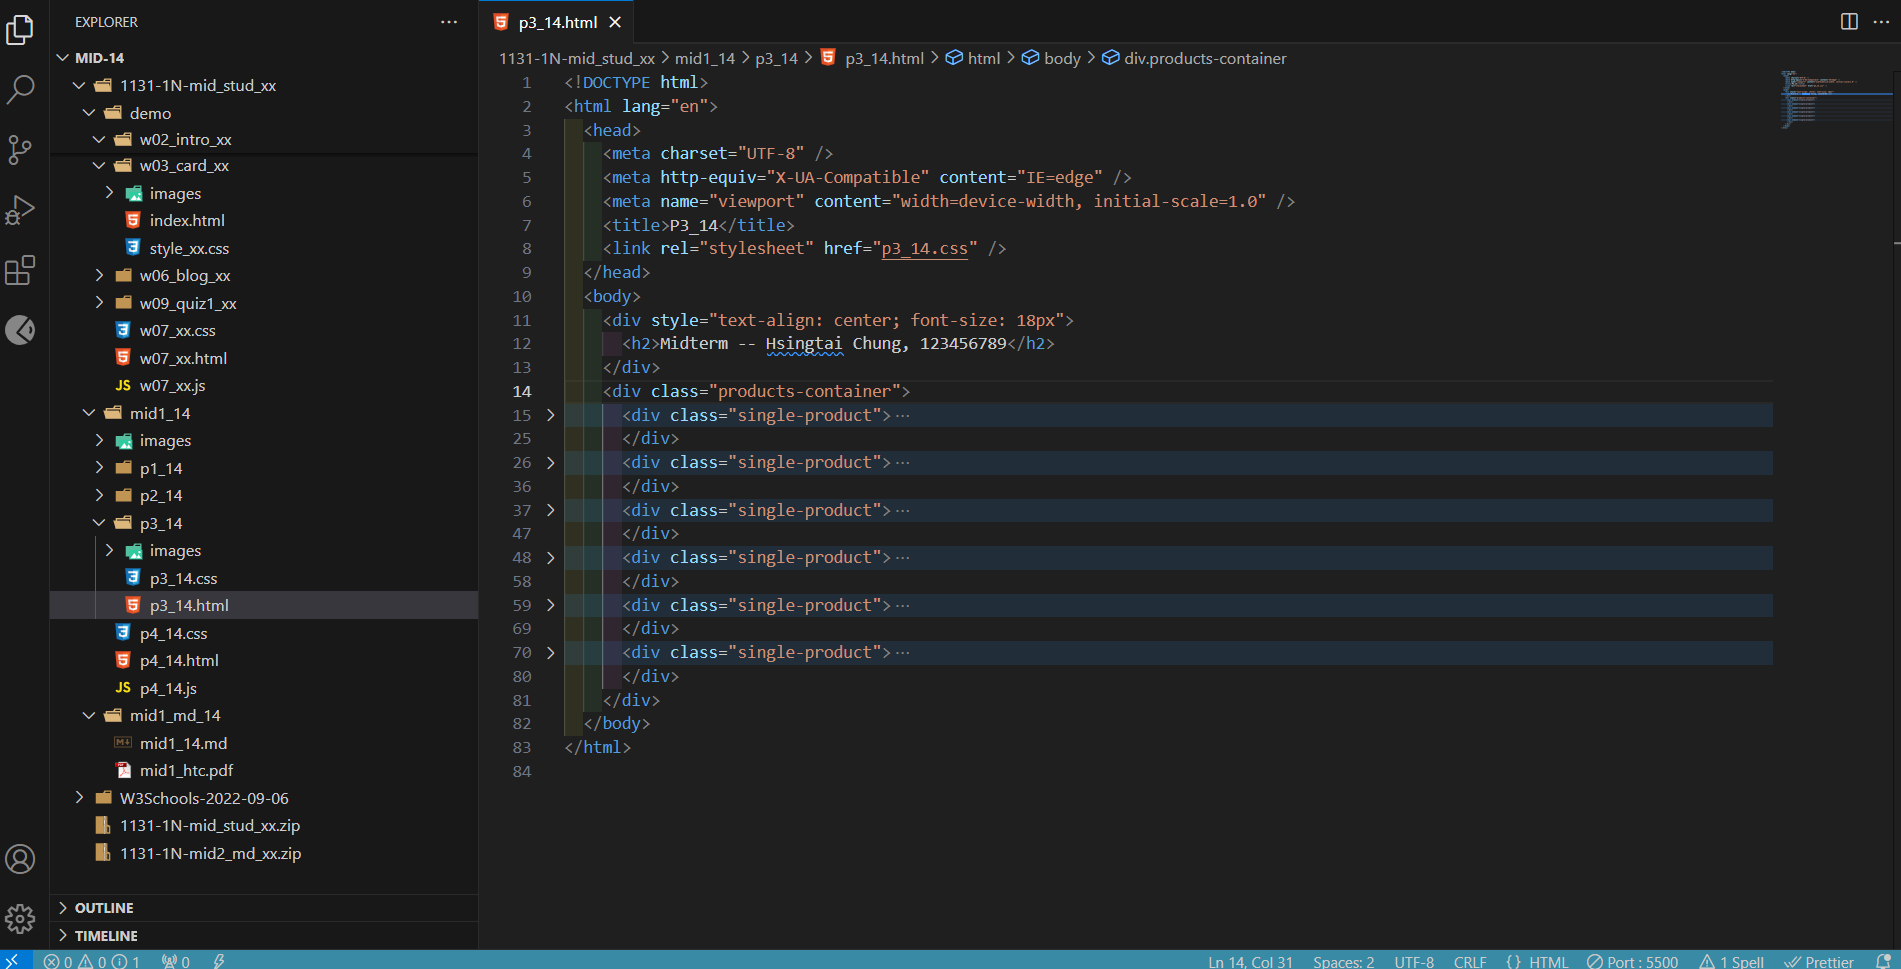 EXPLORER
MID-14
1131-1N-mid_stud_xx
demo
w02_intro_xx
w03_card_xx
images
index.html
style_xx.css
w06_blog_xx
w09_quiz1_xx
w07_xx.css
w07_xx.html
JS w07_xx.js
mid1_14
images
p1_14
p2_14
p3_14
images
p3_14.css
p3_14.html
p4_14.css
p4_14.html
JS p4_14.js
mid1_md_14
mid1_14.md
mid1_htc.pdf
W3Schools-2022-09-06
1131-1N-mid_stud_xx.zip
1131-1N-mid2_md_xx.zip
OUTLINE
TIMELINE
p3_14.html
1131-1N-mid_stud_xx > mid1_14 > p3_14 > p3_14.html > html > body > div.products-container
1 <!DOCTYPE html>
2 <html lang="en">
3 <head>
4 <meta charset="UTF-8" />
5 <meta http-equiv="X-UA-Compatible" content="IE=edge" />
6 <meta name="viewport" content="width=device-width, initial-scale=1.0" />
7 <title>P3_14</title>
8 <link rel="stylesheet" href="p3_14.css" />
9 </head>
10 <body>
11 <div style="text-align: center; font-size: 18px">
12 <h2>Midterm -- Hsingtai Chung, 123456789</h2>
13 </div>
14 <div class="products-container">
15 <div class="single-product">···
25 </div>
26 <div class="single-product">···
36 </div>
37 <div class="single-product">···
47 </div>
48 <div class="single-product">···
58 </div>
59 <div class="single-product">···
69 </div>
70 <div class="single-product">···
80 </div>
81 </div>
82 </body>
83 </html>
84
0 0 1 0 Ln 14, Col 31 Spaces: 2 UTF-8 CRLF {} HTML Port : 5500 1 Spell Prettier